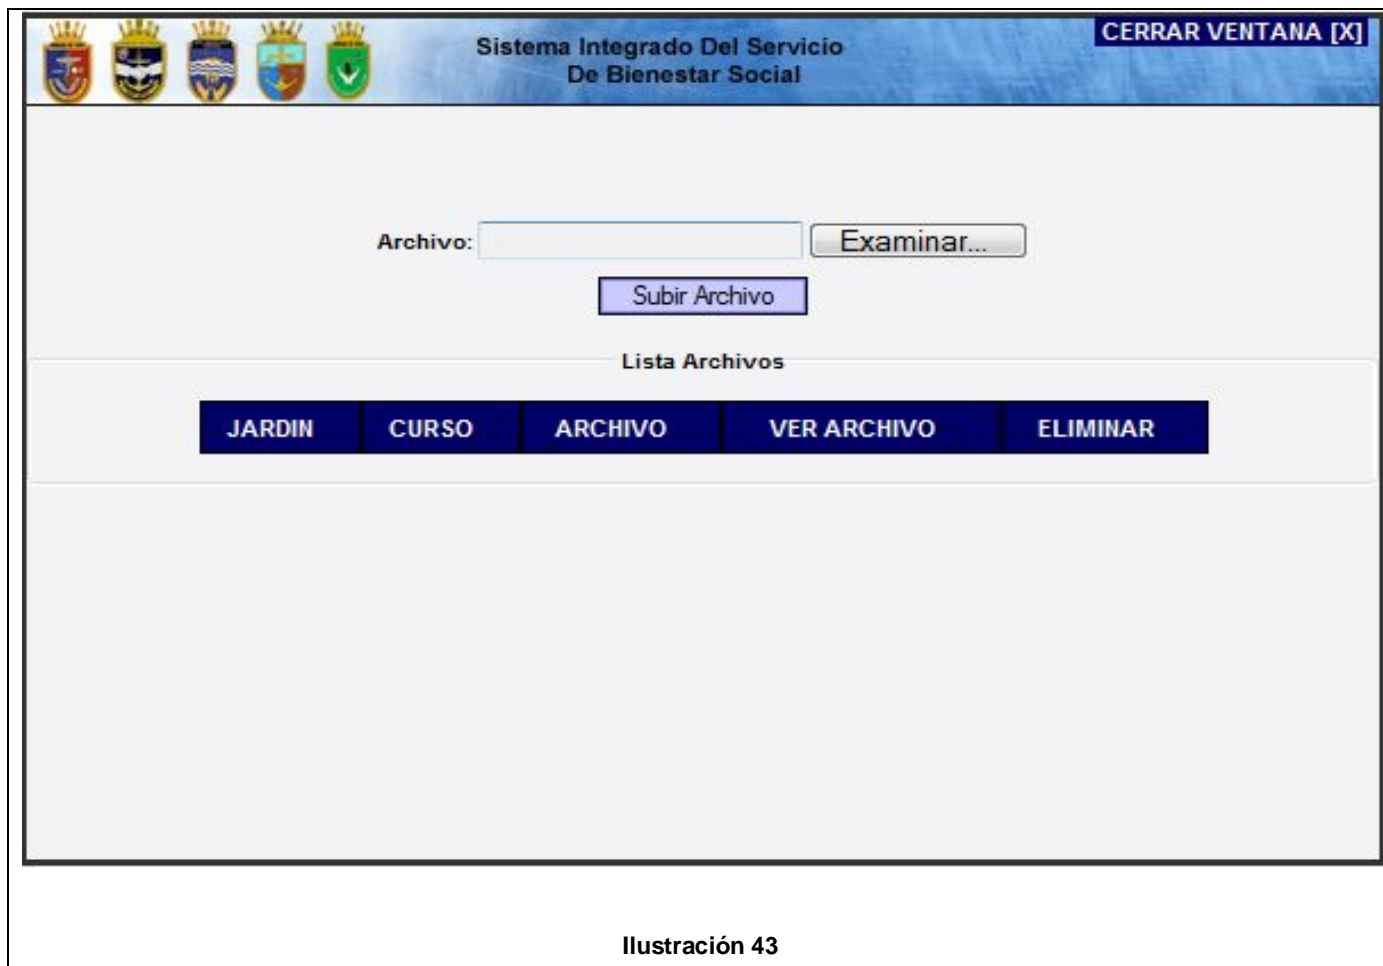 Sistema Integrado Del Servicio
De Bienestar Social
CERRAR VENTANA [X]
Archivo: Examinar...
Subir Archivo
Lista Archivos
JARDIN CURSO ARCHIVO VER ARCHIVO ELIMINAR
Ilustración 43